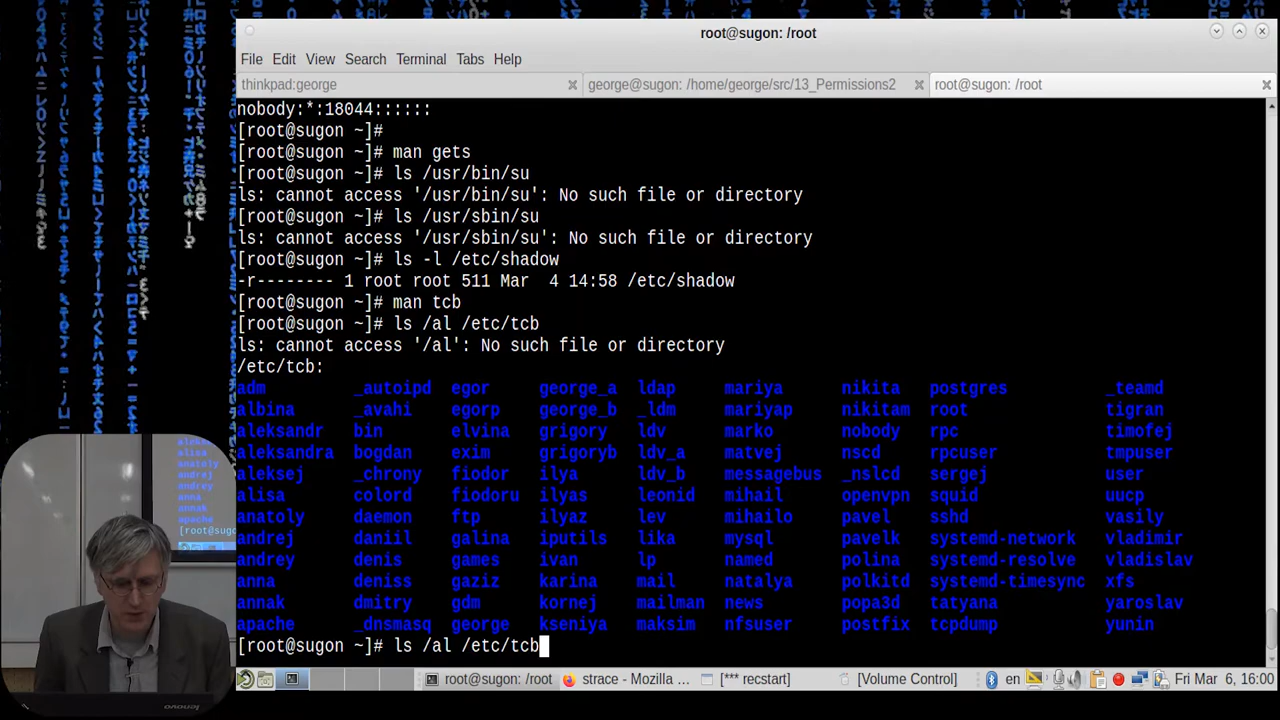 root@sugon: /root
File Edit View Search Terminal Tabs Help
thinkpad:george george@sugon: /home/george/src/13_Permissions2 root@sugon: /root
nobody:*:18044::::::
[root@sugon ~]#
[root@sugon ~]# man gets
[root@sugon ~]# ls /usr/bin/su
ls: cannot access '/usr/bin/su': No such file or directory
[root@sugon ~]# ls /usr/sbin/su
ls: cannot access '/usr/sbin/su': No such file or directory
[root@sugon ~]# ls -l /etc/shadow
-r-------- 1 root root 511 Mar  4 14:58 /etc/shadow
[root@sugon ~]# man tcb
[root@sugon ~]# ls /al /etc/tcb
ls: cannot access '/al': No such file or directory
/etc/tcb:
adm _autoipd egor george_a ldap mariya nikita postgres _teamd
albina _avahi egorp george_b _ldm mariyap nikitam root tigran
aleksandr bin elvina grigory ldv marko nobody rpc timofej
aleksandra bogdan exim grigoryb ldv_a matvej nscd rpcuser tmpuser
aleksej _chrony fiodor ilya ldv_b messagebus _nslcd sergej user
alisa colord fiodoru ilyas leonid mihail openvpn squid uucp
anatoly daemon ftp ilyaz lev mihailo pavel sshd vasily
andrej daniil galina iputils lika mysql pavelk systemd-network vladimir
andrey denis games ivan lp named polina systemd-resolve vladislav
anna deniss gaziz karina mail natalya polkitd systemd-timesync xfs
annak dmitry gdm kornej mailman news popa3d tatyana yaroslav
apache _dnsmasq george kseniya maksim nfsuser postfix tcpdump yunin
[root@sugon ~]# ls /al /etc/tcb
root@sugon: /root strace - Mozilla ... [*** recstart] [Volume Control] en Fri Mar 6, 16:00
aleksandra
alisa
anatoly
andrej
andrey
anna
annak
apache
[root@sugo